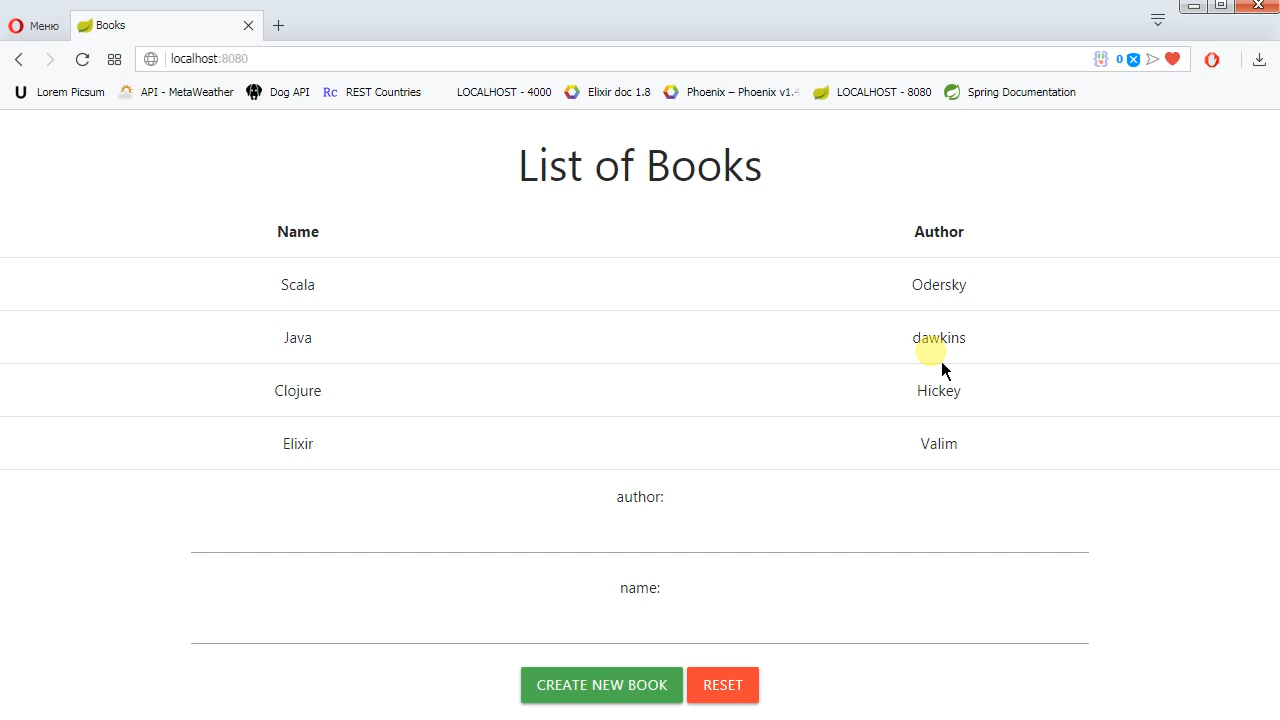 Меню Books
localhost:8080 0
U Lorem Picsum API - MetaWeather Dog API Rc REST Countries LOCALHOST - 4000 Elixir doc 1.8 Phoenix – Phoenix v1.4 LOCALHOST - 8080 Spring Documentation
List of Books
Name Author
Scala Odersky
Java dawkins
Clojure Hickey
Elixir Valim
author:
name:
CREATE NEW BOOK RESET